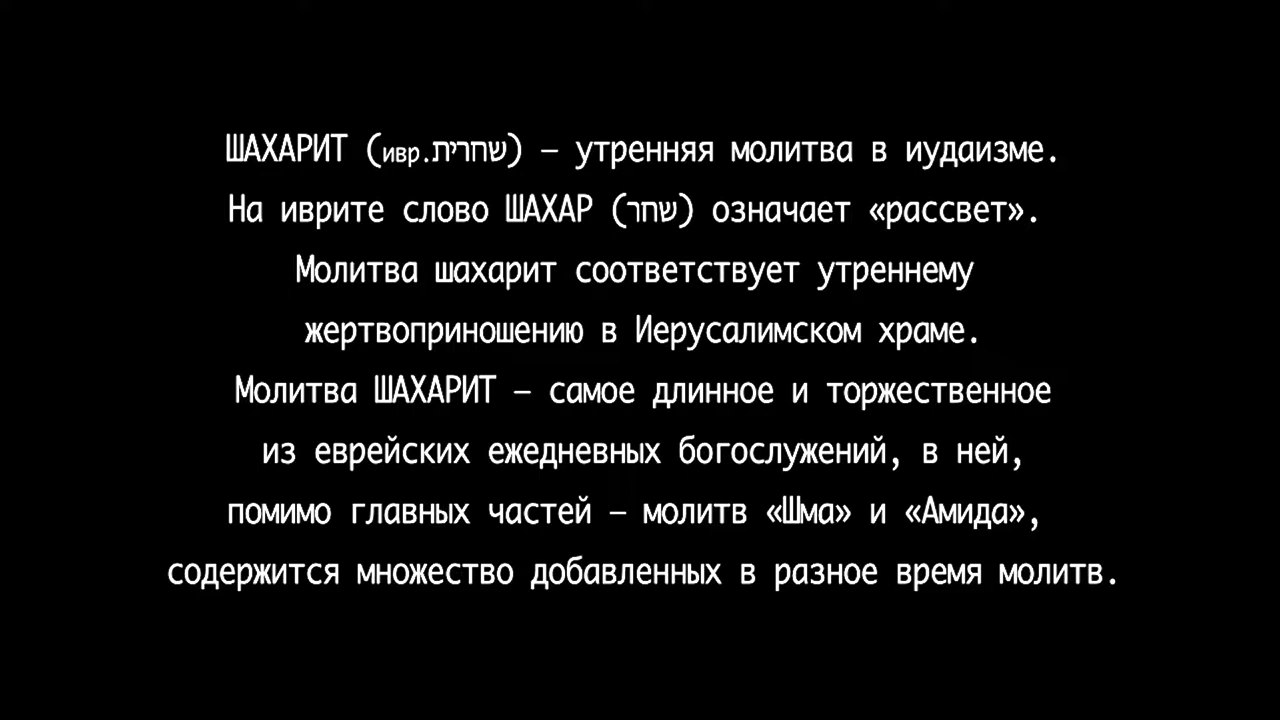 ШАХАРИТ (ивр.שחרית) – утренняя молитва в иудаизме.
На иврите слово ШАХАР (שחר) означает «рассвет».
Молитва шахарит соответствует утреннему
жертвоприношению в Иерусалимском храме.
Молитва ШАХАРИТ – самое длинное и торжественное
из еврейских ежедневных богослужений, в ней,
помимо главных частей – молитв «Шма» и «Амида»,
содержится множество добавленных в разное время молитв.